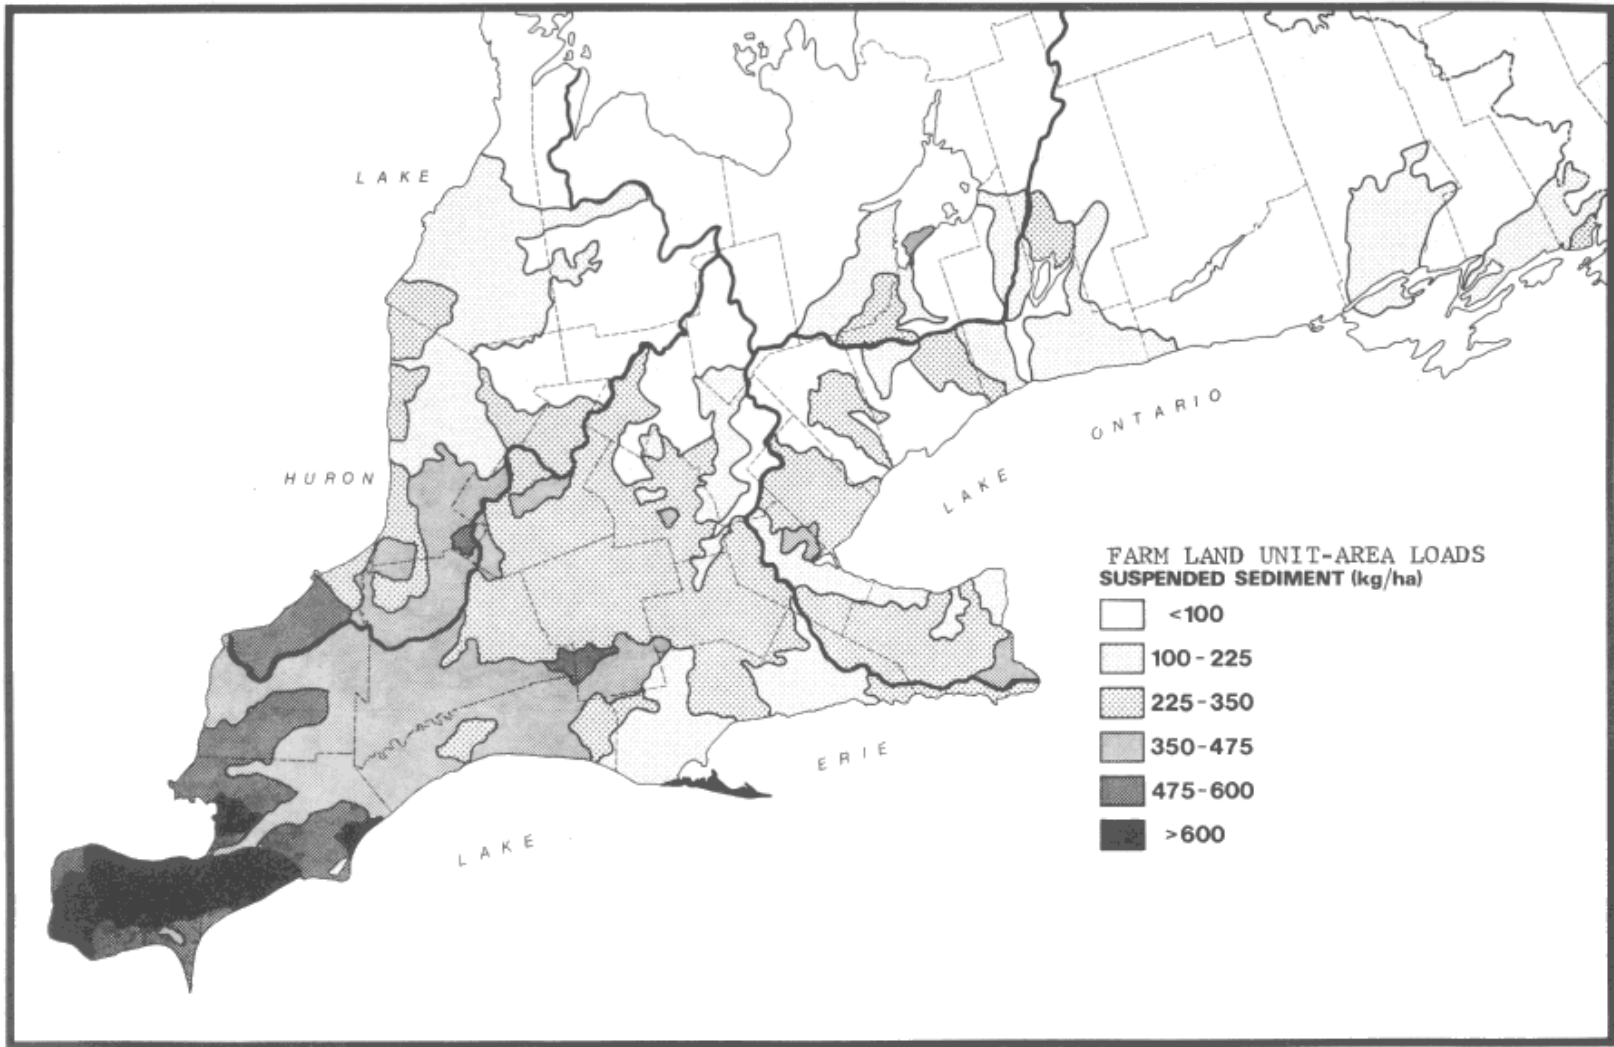 LAKE
HURON
LAKE
ONTARIO
LAKE
ERIE
FARM LAND UNIT-AREA LOADS
SUSPENDED SEDIMENT (kg/ha)
<100
100-225
225-350
350-475
475-600
>600